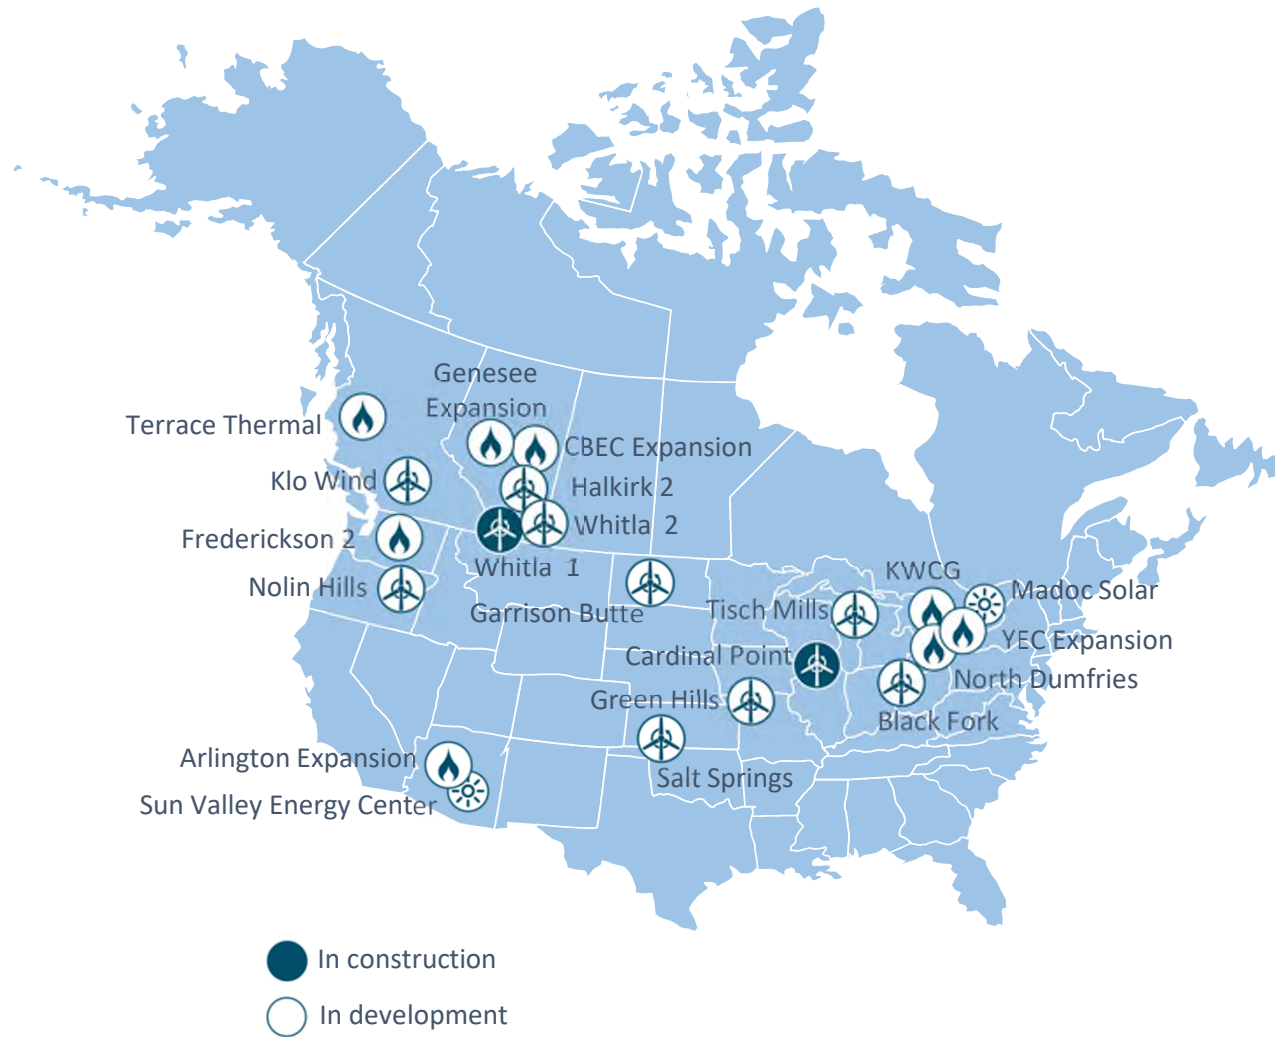 Genesee
Expansion
Terrace Thermal
CBEC Expansion
Klo Wind
Halkirk 2
Whitla 2
Frederickson 2
Whitla 1
KWCG
Nolin Hills
Madoc Solar
Garrison Butte
Tisch Mills
YEC Expansion
Cardinal Point
North Dumfries
Green Hills
Black Fork
Arlington Expansion
Salt Springs
Sun Valley Energy Center
In construction
In development